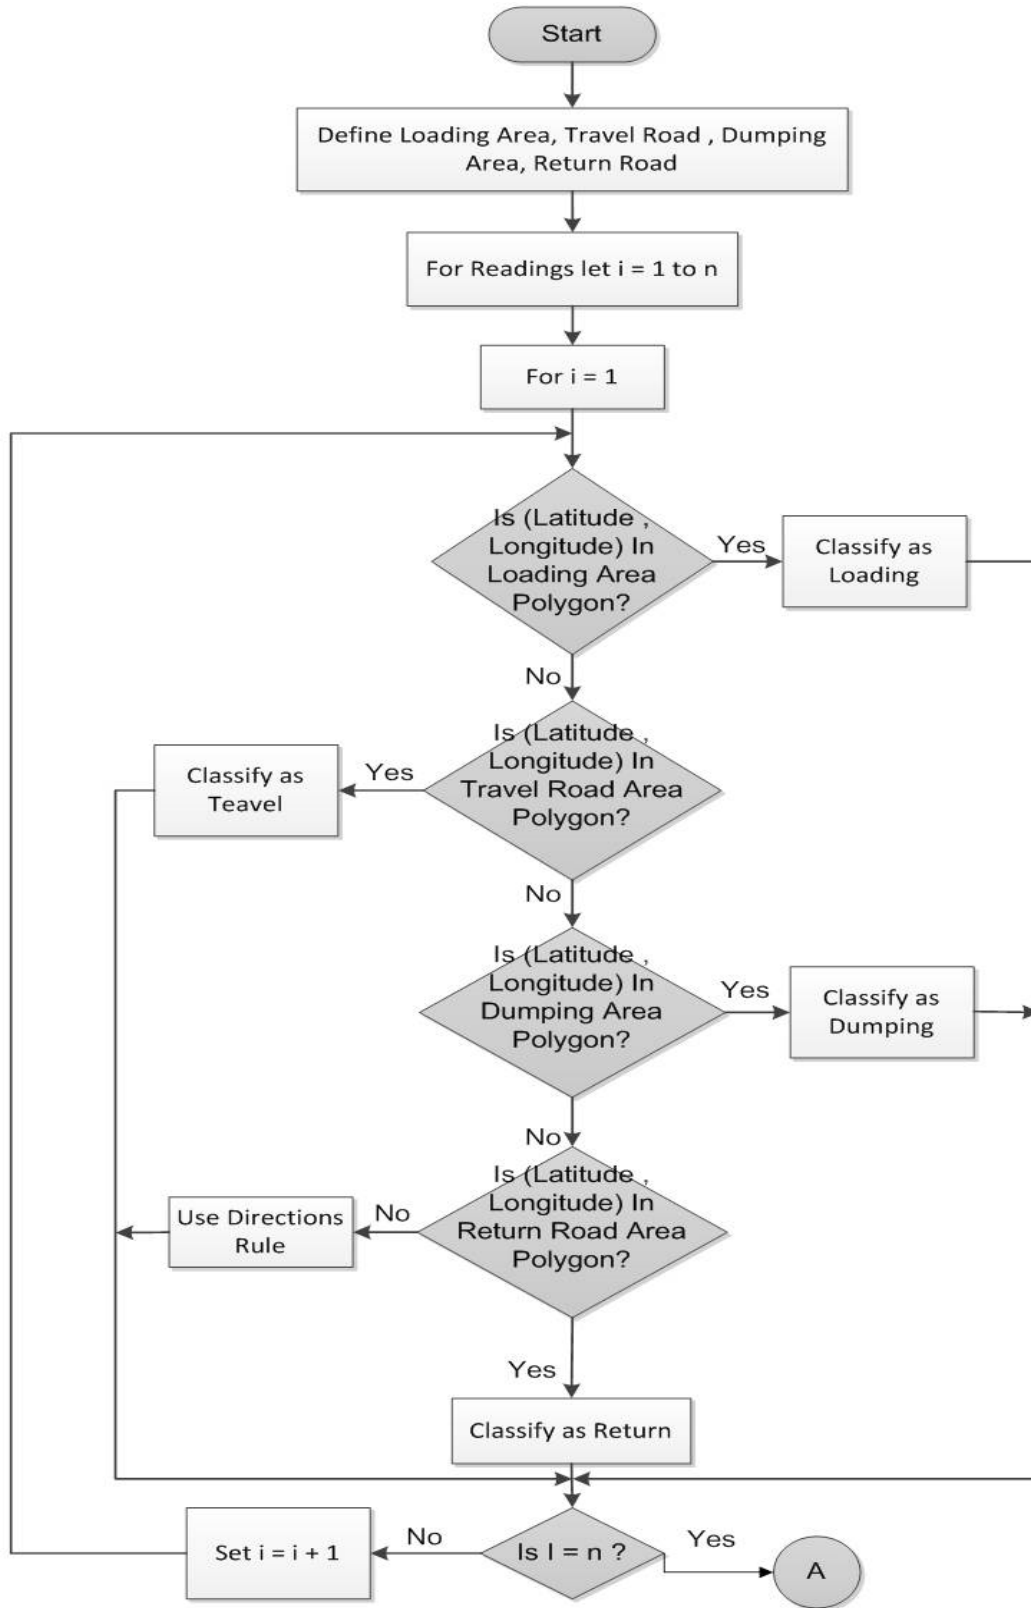 Start
Define Loading Area, Travel Road , Dumping
Area, Return Road
For Readings let i = 1 to n
For i = 1
Is (Latitude ,
Longitude) In
Loading Area
Polygon?
Yes
Classify as
Loading
No
Is (Latitude ,
Longitude) In
Travel Road Area
Polygon?
Yes
Classify as
Teavel
No
Is (Latitude ,
Longitude) In
Dumping Area
Polygon?
Yes
Classify as
Dumping
No
Is (Latitude ,
Longitude) In
Return Road Area
Polygon?
No
Use Directions
Rule
Yes
Classify as Return
Is I = n ?
No
Set i = i + 1
Yes
A